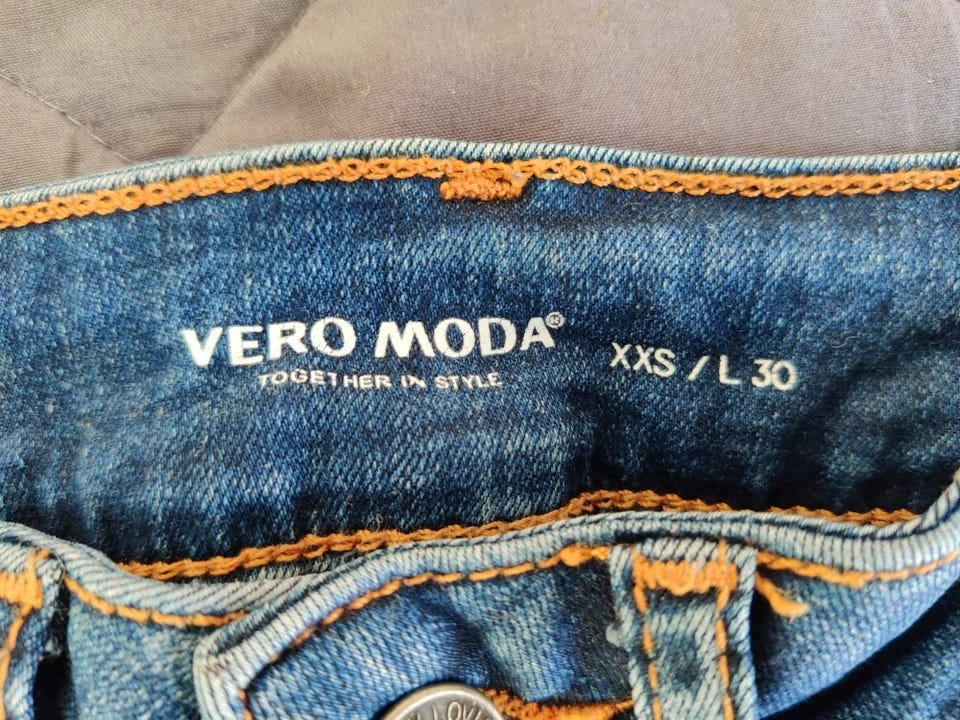 VERO MODA®
TOGETHER IN STYLE
XXS / L 30